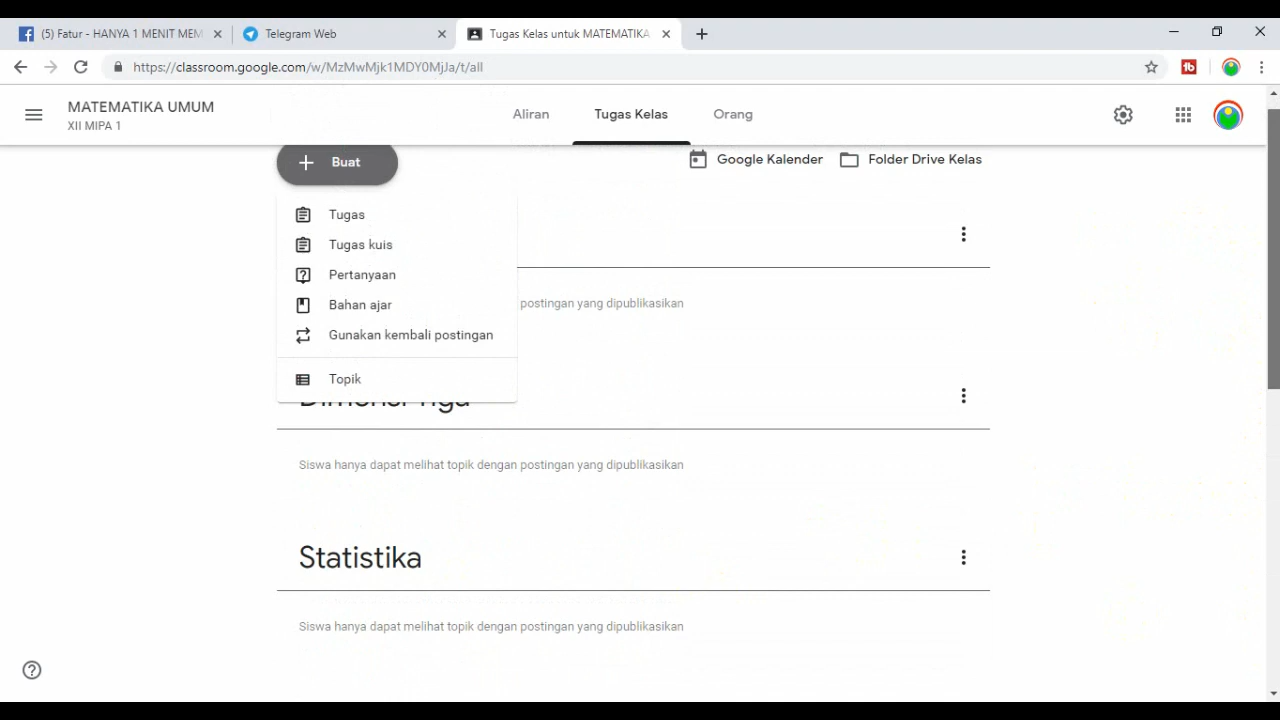 (5) Fatur - HANYA 1 MENIT MEM
Telegram Web
Tugas Kelas untuk MATEMATIKA
https://classroom.google.com/w/MzMwMjk1MDY0MjJa/t/all
MATEMATIKA UMUM
XII MIPA 1
Aliran
Tugas Kelas
Orang
Buat
Google Kalender
Folder Drive Kelas
Tugas
Tugas kuis
Pertanyaan
Bahan ajar
Gunakan kembali postingan
Topik
postingan yang dipublikasikan
Dimensi Tiga
Siswa hanya dapat melihat topik dengan postingan yang dipublikasikan
Statistika
Siswa hanya dapat melihat topik dengan postingan yang dipublikasikan